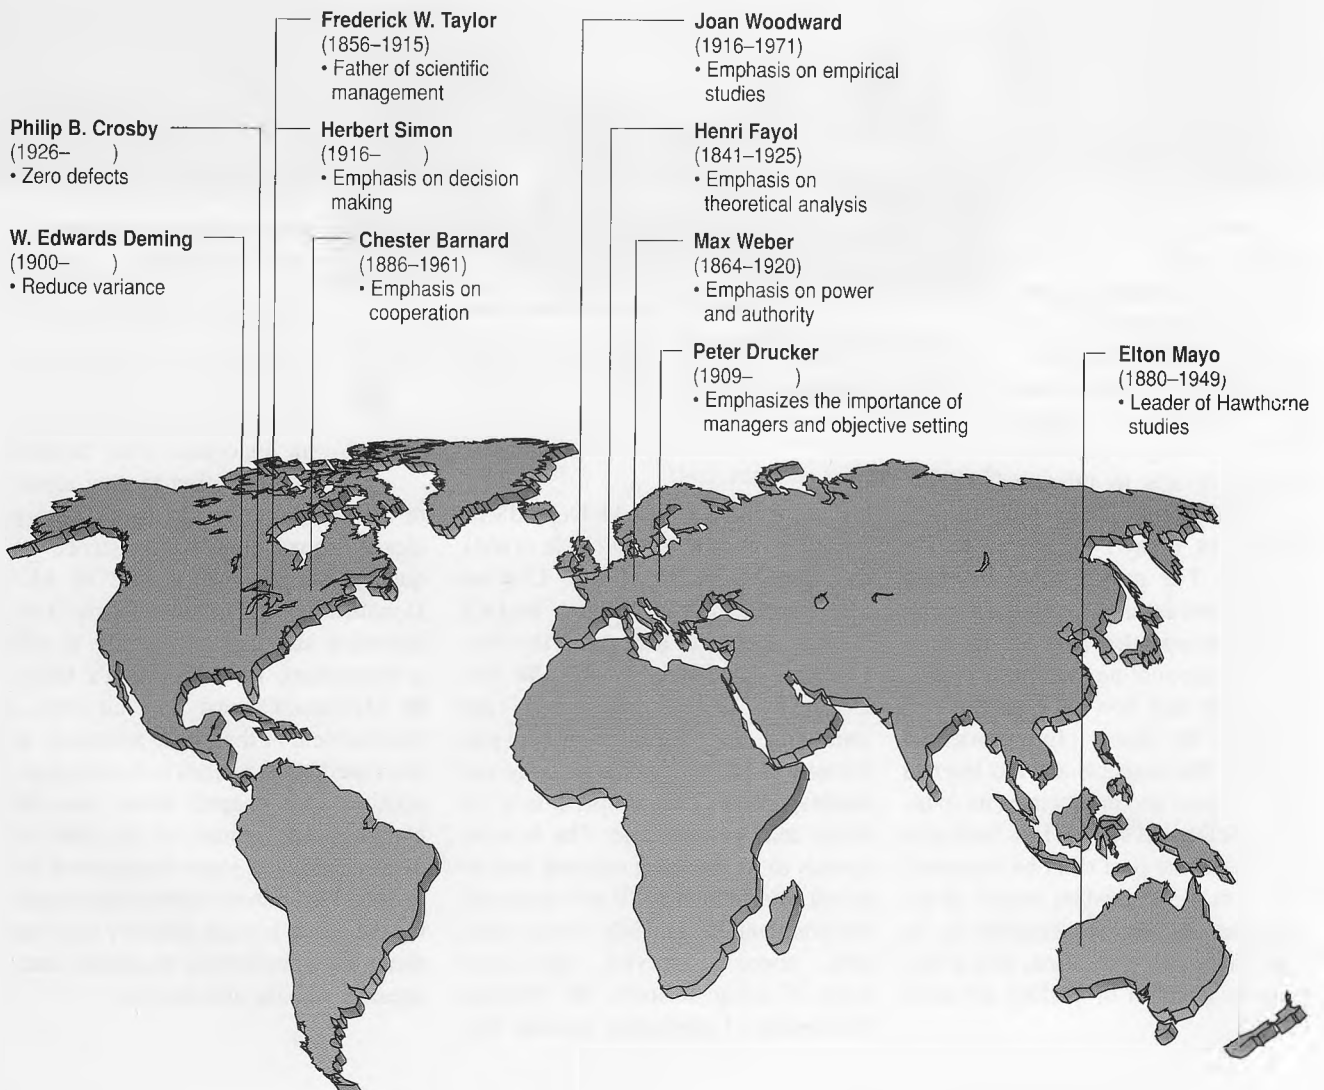 Frederick W. Taylor
(1856–1915)
• Father of scientific
management
Joan Woodward
(1916–1971)
• Emphasis on empirical
studies
Philip B. Crosby
(1926–      )
• Zero defects
Herbert Simon
(1916–      )
• Emphasis on decision
making
Henri Fayol
(1841–1925)
• Emphasis on
theoretical analysis
W. Edwards Deming
(1900–      )
• Reduce variance
Chester Barnard
(1886–1961)
• Emphasis on
cooperation
Max Weber
(1864–1920)
• Emphasis on power
and authority
Peter Drucker
(1909–      )
• Emphasizes the importance of
managers and objective setting
Elton Mayo
(1880–1949)
• Leader of Hawthorne
studies